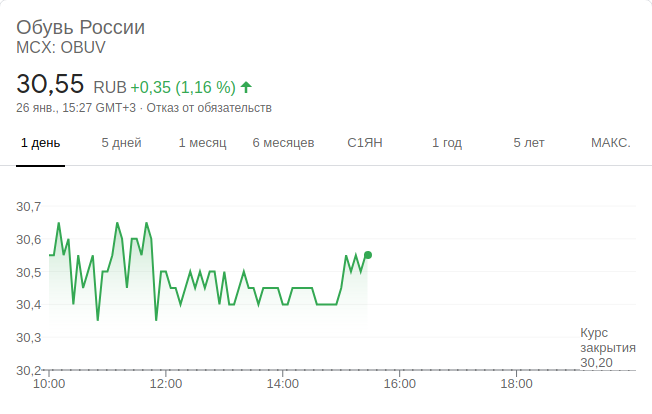 Обувь России
MCX: OBUV
30,55 RUB +0,35 (1,16 %)
26 янв., 15:27 GMT+3 · Отказ от обязательств
1 день 5 дней 1 месяц 6 месяцев С1ЯН 1 год 5 лет МАКС.
30,7
30,6
30,5
30,4
30,3
30,2
Курс
закрытия
30,20
10:00 12:00 14:00 16:00 18:00